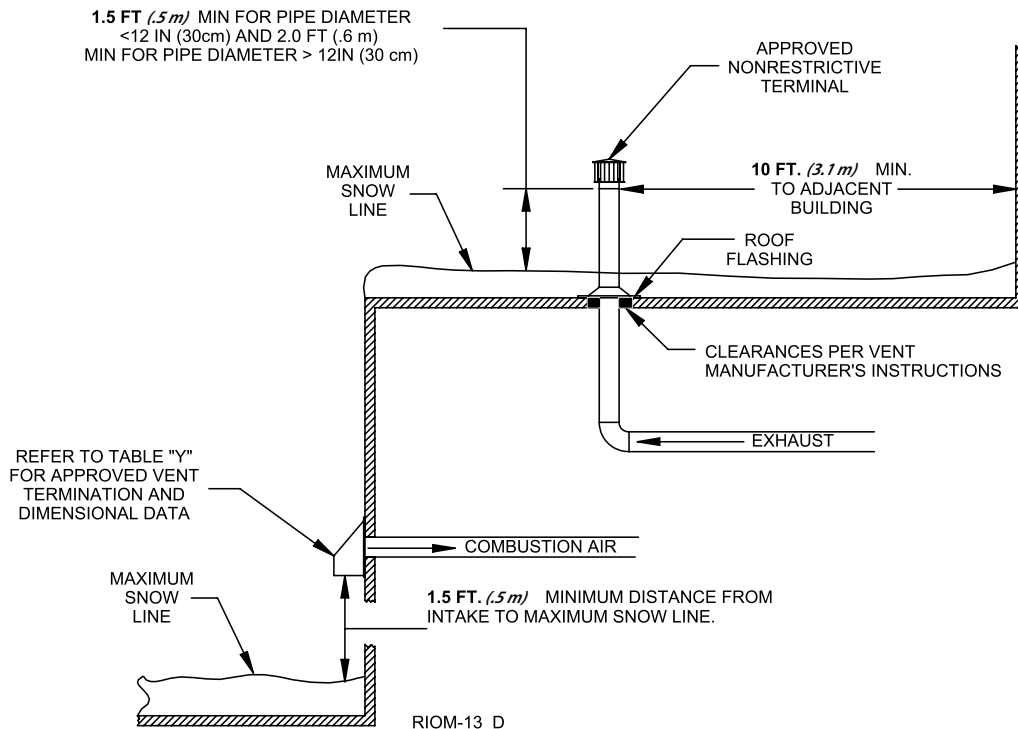 1.5 FT (.5 m) MIN FOR PIPE DIAMETER
<12 IN (30cm) AND 2.0 FT (.6 m)
MIN FOR PIPE DIAMETER > 12IN (30 cm)
APPROVED
NONRESTRICTIVE
TERMINAL
MAXIMUM
SNOW
LINE
10 FT. (3.1 m) MIN.
TO ADJACENT
BUILDING
ROOF
FLASHING
CLEARANCES PER VENT
MANUFACTURER'S INSTRUCTIONS
EXHAUST
REFER TO TABLE "Y"
FOR APPROVED VENT
TERMINATION AND
DIMENSIONAL DATA
COMBUSTION AIR
MAXIMUM
SNOW
LINE
1.5 FT. (.5 m) MINIMUM DISTANCE FROM
INTAKE TO MAXIMUM SNOW LINE.
RIOM-13 D